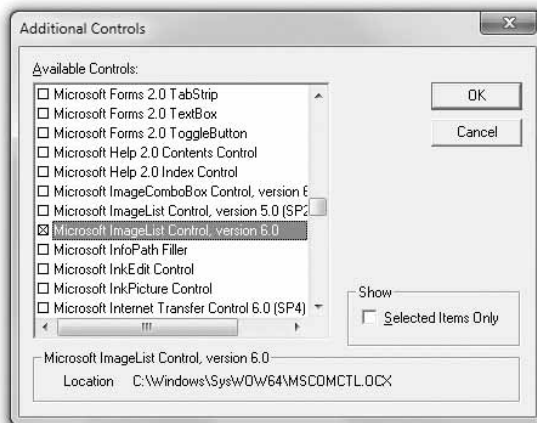 Additional Controls
Available Controls:
Microsoft Forms 2.0 TabStrip
Microsoft Forms 2.0 TextBox
Microsoft Forms 2.0 ToggleButton
Microsoft Help 2.0 Contents Control
Microsoft Help 2.0 Index Control
Microsoft ImageComboBox Control, version 6
Microsoft ImageList Control, version 5.0 (SP2
Microsoft ImageList Control, version 6.0
Microsoft InfoPath Filler
Microsoft InkEdit Control
Microsoft InkPicture Control
Microsoft Internet Transfer Control 6.0 (SP4)
OK
Cancel
Show
Selected Items Only
Microsoft ImageList Control, version 6.0
Location C:\Windows\SysWOW64\MSCOMCTL.OCX